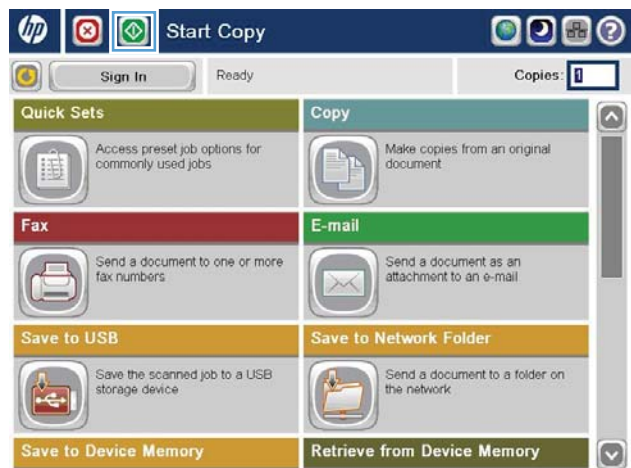 hp Start Copy
Sign In Ready Copies: 1
Quick Sets Copy
Access preset job options for
commonly used jobs
Make copies from an original
document
Fax E-mail
Send a document to one or more
fax numbers
Send a document as an
attachment to an e-mail
Save to USB Save to Network Folder
Save the scanned job to a USB
storage device
Send a document to a folder on
the network
Save to Device Memory Retrieve from Device Memory